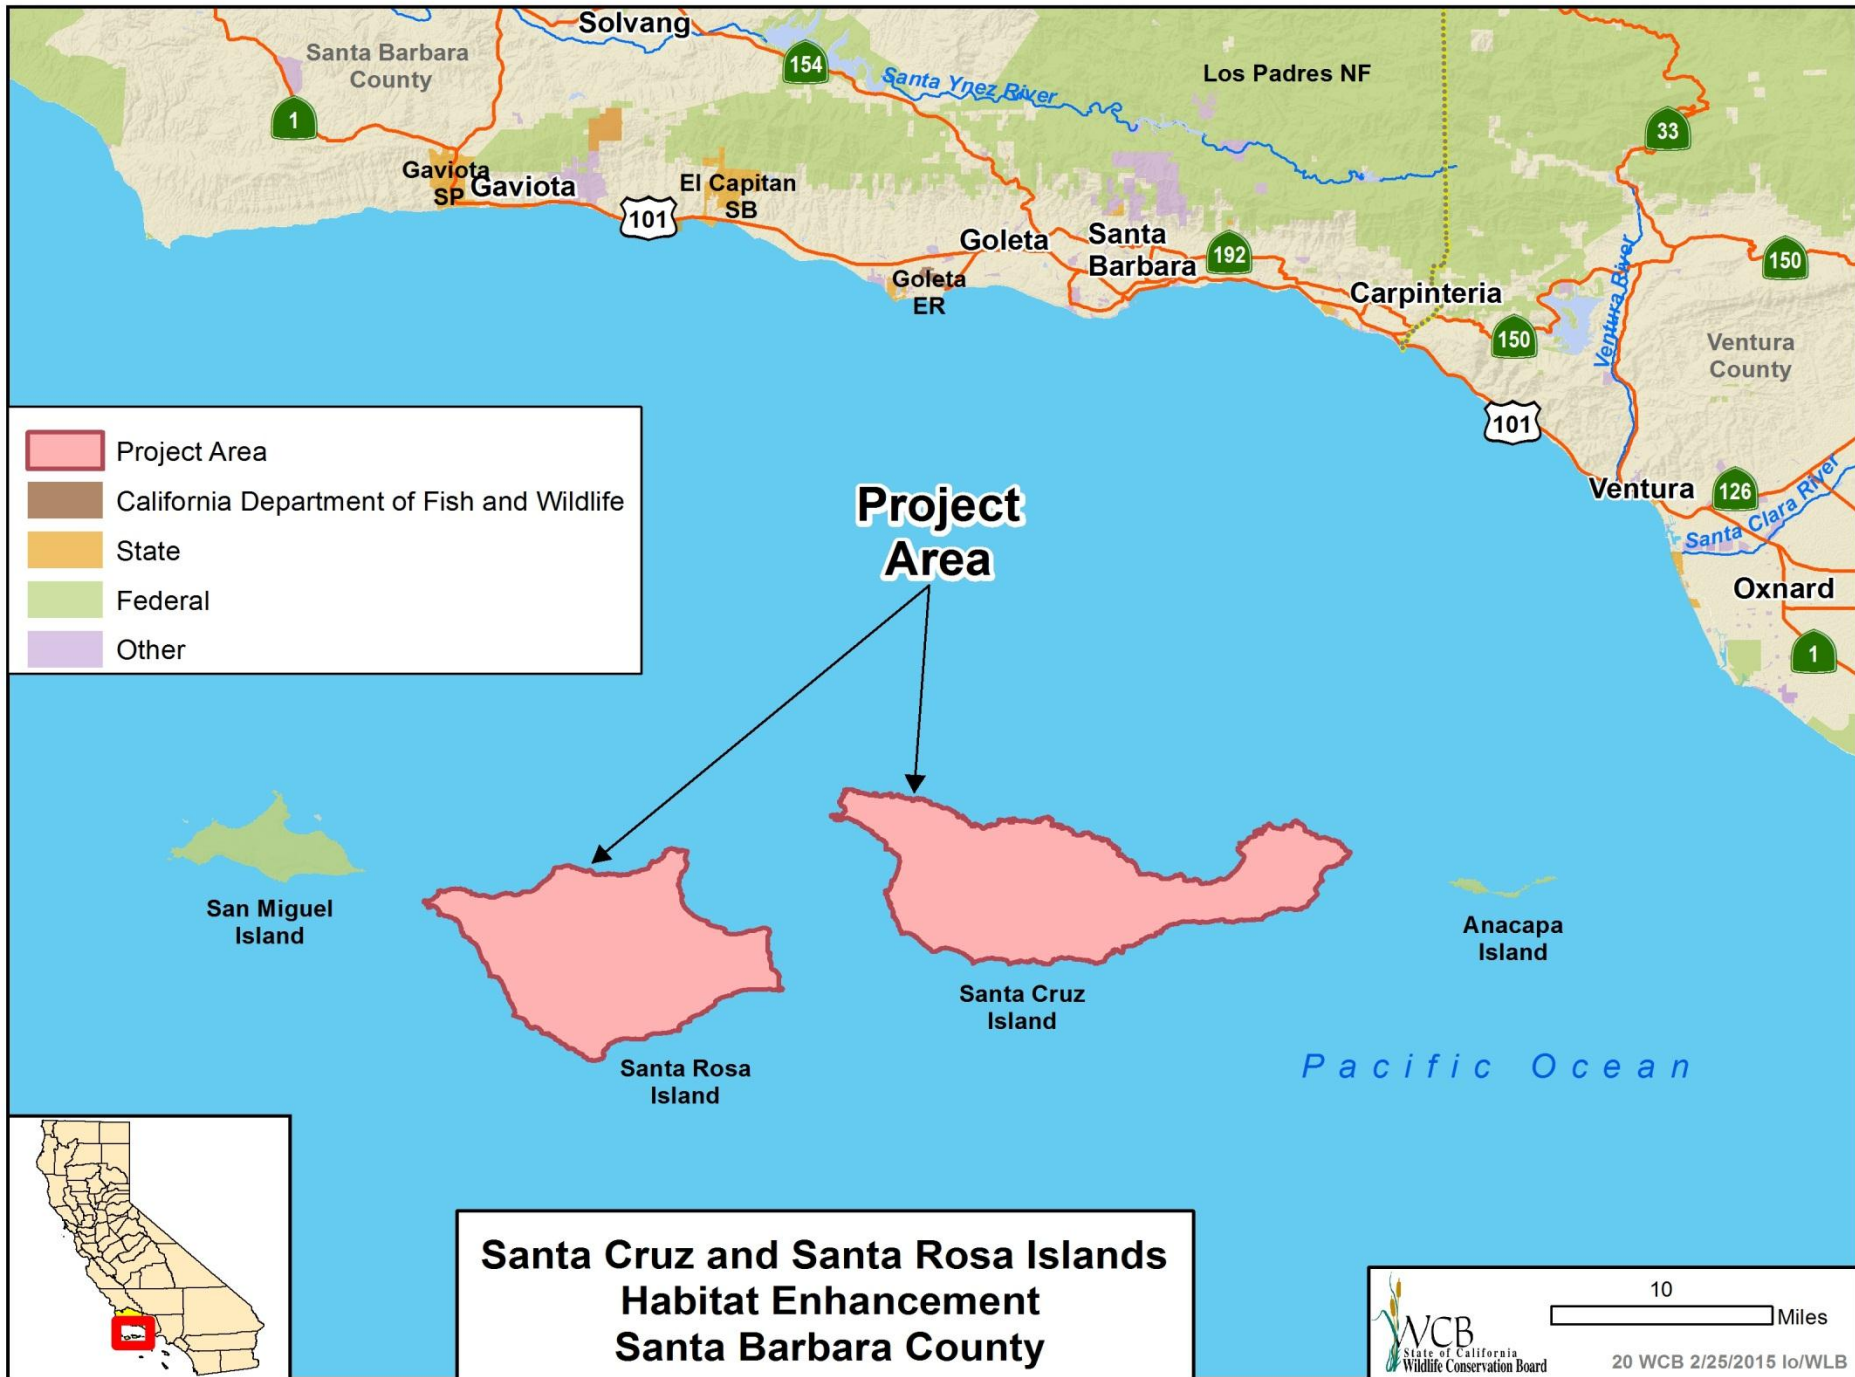 Solvang
Santa Barbara
County
154
Santa Ynez River
Los Padres NF
33
1
Gaviota
SP
Gaviota
El Capitan
SB
101
Goleta
Santa
Barbara
192
150
Goleta
ER
Carpinteria
150
Ventura River
Ventura
County
101
Project Area
California Department of Fish and Wildlife
State
Federal
Other
Project
Area
Ventura
126
Santa Clara River
Oxnard
1
San Miguel
Island
Anacapa
Island
Santa Cruz
Island
Santa Rosa
Island
Pacific Ocean
Santa Cruz and Santa Rosa Islands
Habitat Enhancement
Santa Barbara County
10
Miles
WCB
State of California
Wildlife Conservation Board
20 WCB 2/25/2015 lo/WLB